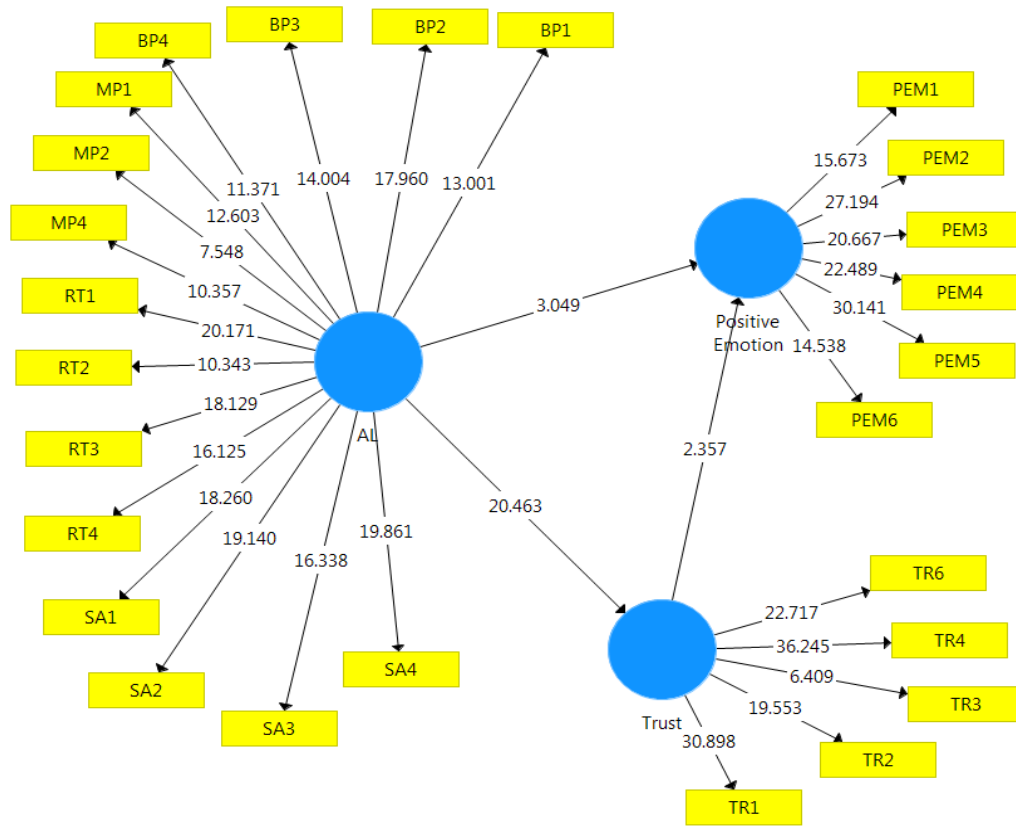 BP4
BP3
BP2
BP1
MP1
MP2
MP4
RT1
RT2
RT3
RT4
SA1
SA2
SA3
SA4
11.371
14.004
17.960
13.001
12.603
7.548
10.357
20.171
10.343
18.129
16.125
18.260
19.140
16.338
19.861
AL
3.049
20.463
2.357
Positive
Emotion
PEM1
PEM2
PEM3
PEM4
PEM5
PEM6
15.673
27.194
20.667
22.489
30.141
14.538
Trust
TR6
TR4
TR3
TR2
TR1
22.717
36.245
6.409
19.553
30.898